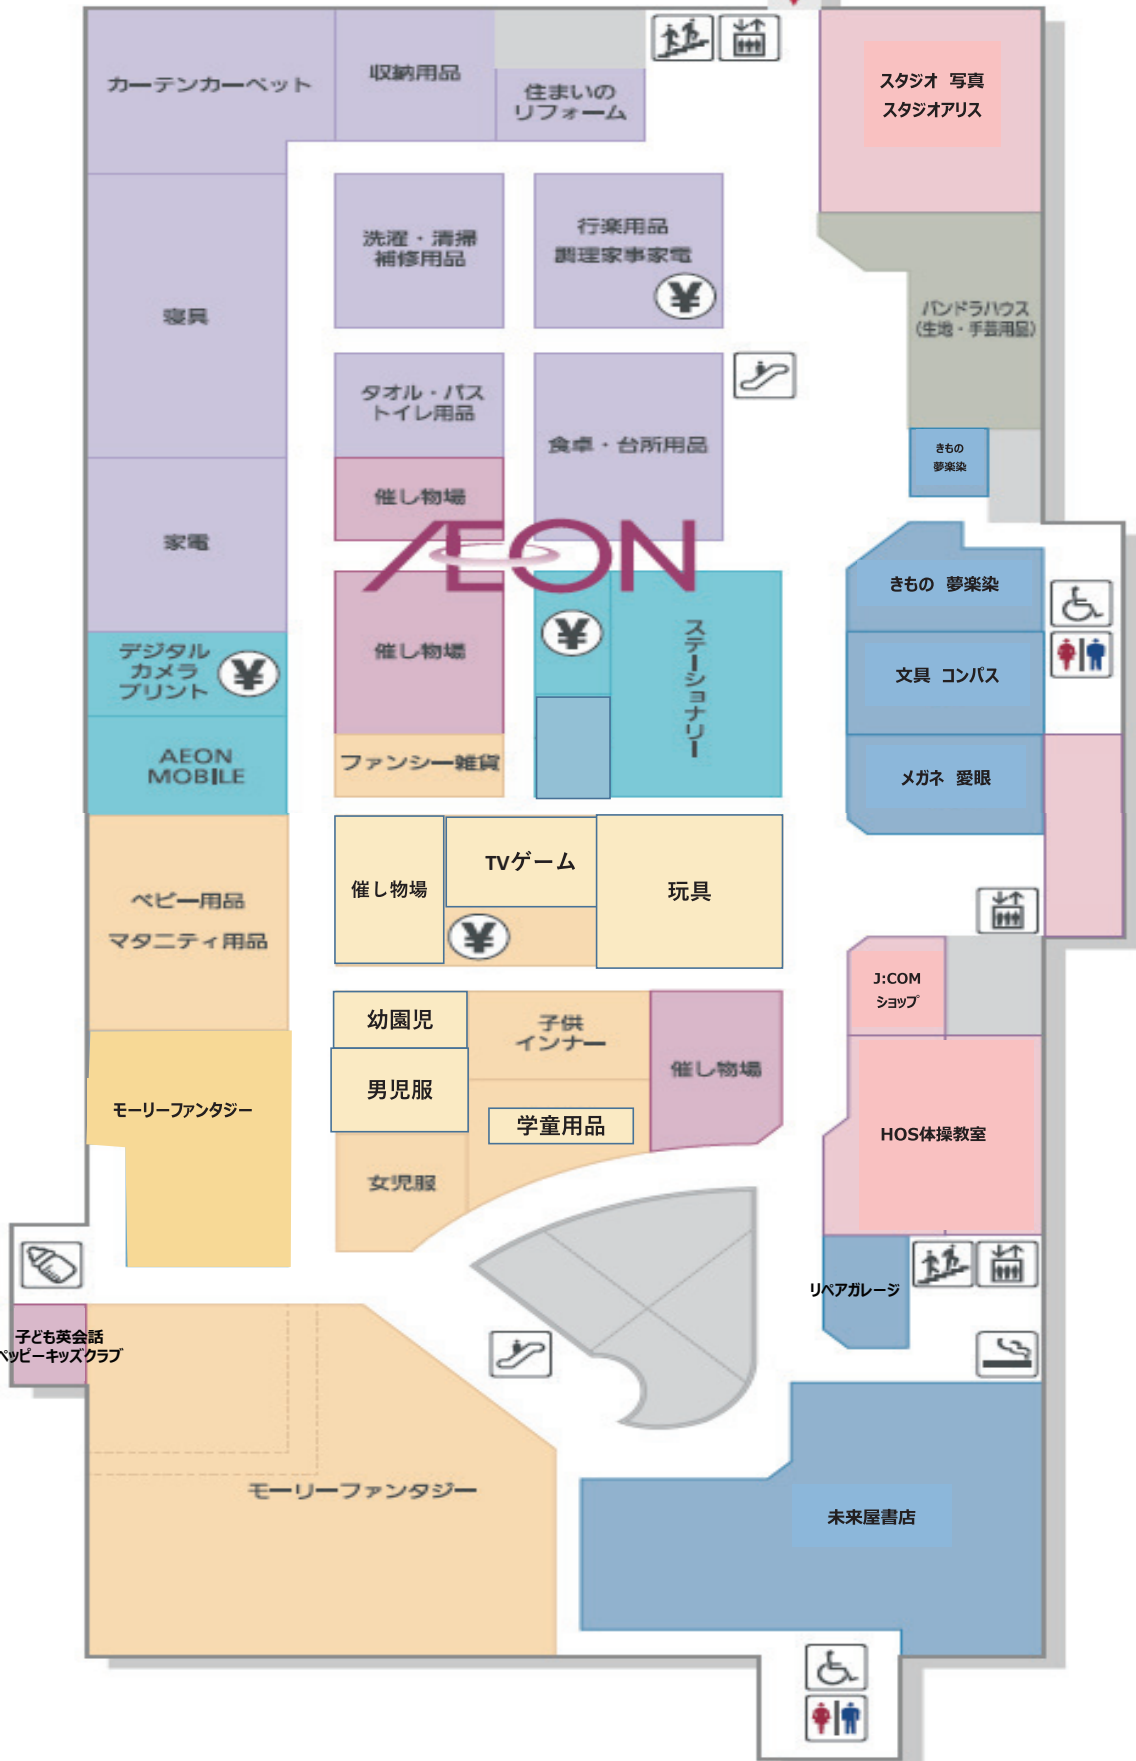 カーテンカーペット
収納用品
住まいの
リフォーム
スタジオ 写真
スタジオアリス
洗濯・清掃
補修用品
行楽用品
調理家事家電
¥
寝具
パンドラハウス
(生地・手芸用品)
タオル・バス
トイレ用品
食卓・台所用品
きもの
夢楽染
催し物場
家電
AEON
きもの 夢楽染
デジタル
カメラ
プリント
¥
催し物場
¥
ステーショナリー
文具 コンパス
AEON
MOBILE
ファンシー雑貨
メガネ 愛眼
ベビー用品
マタニティ用品
催し物場
TVゲーム
¥
玩具
J:COM
ショップ
幼園児
子供
インナー
催し物場
男児服
モーリーファンタジー
学童用品
HOS体操教室
女児服
リペアガレージ
子ども英会話
ペッピーキッズクラブ
モーリーファンタジー
未来屋書店